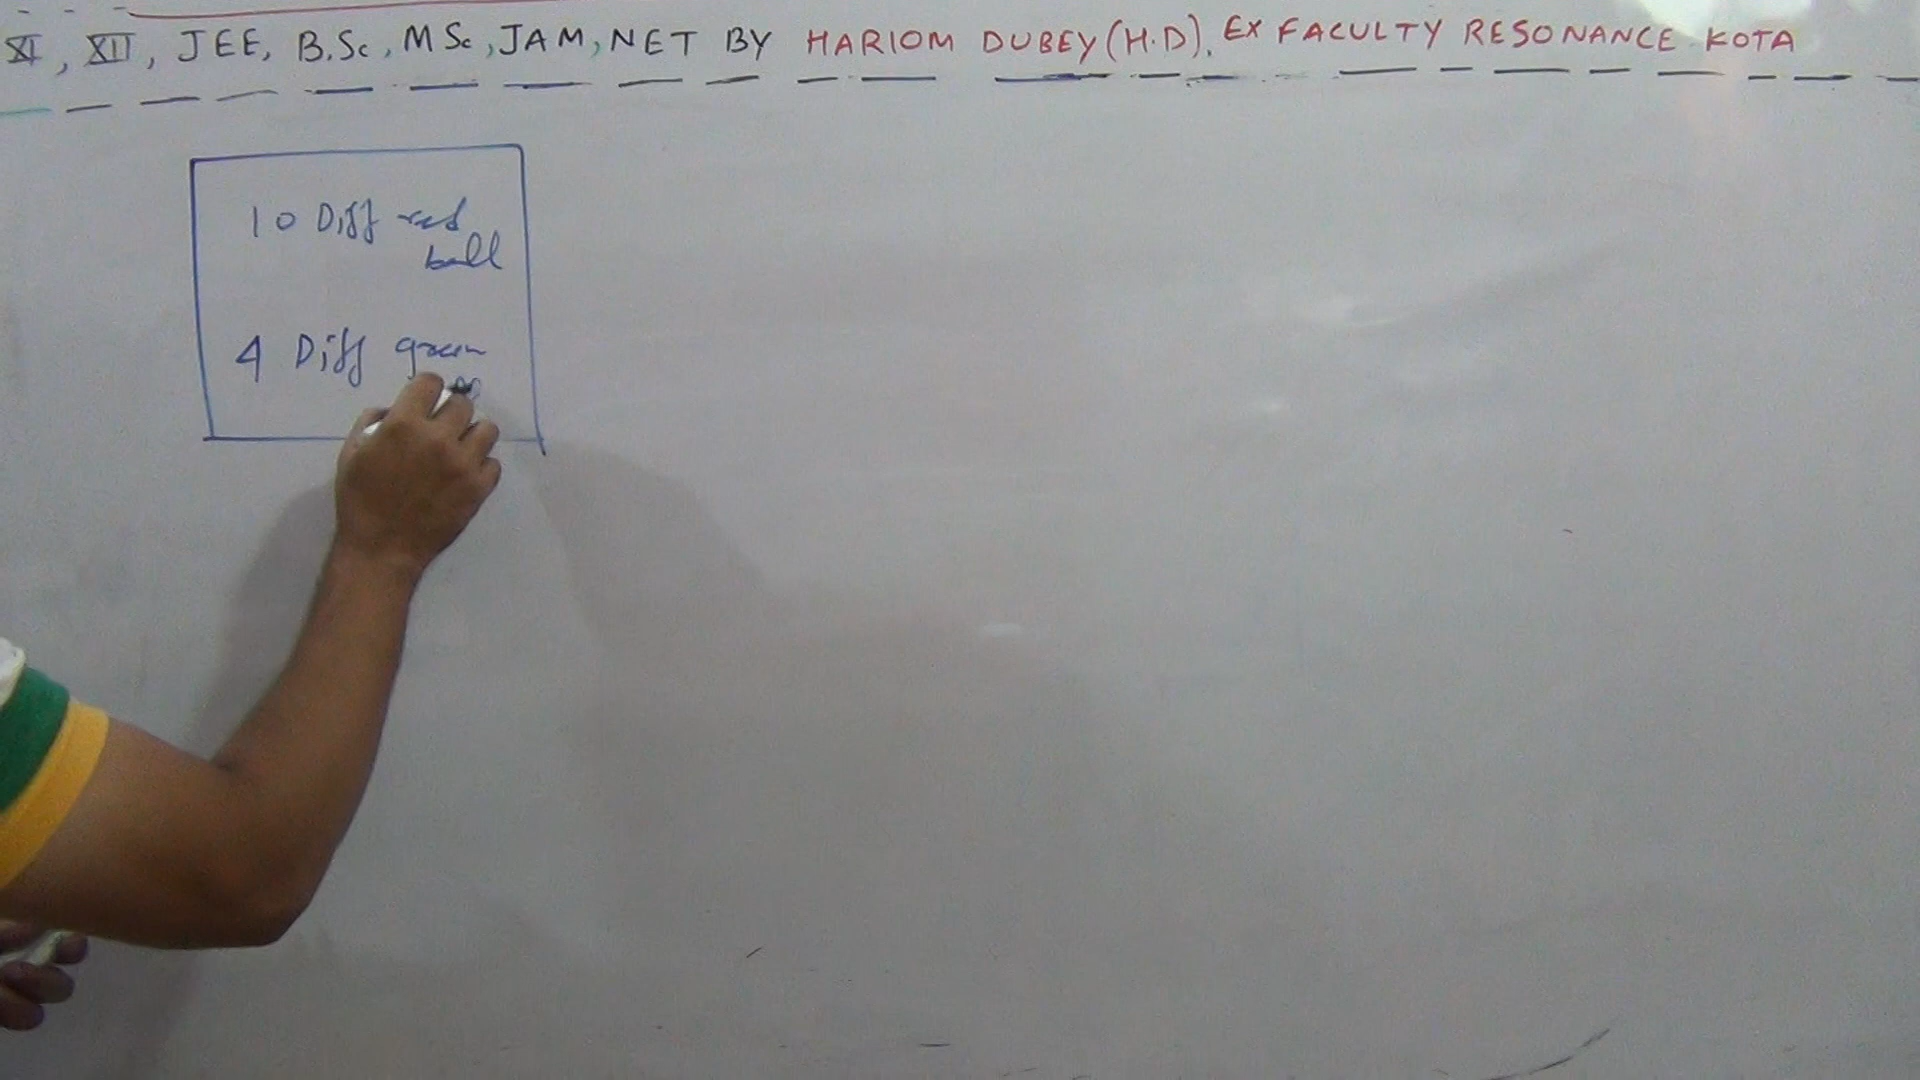 XI, XII, JEE, B.Sc, MSc, JAM, NET BY HARIOM DUBEY (H.D). EX FACULTY RESONANCE KOTA
10 Diff red
ball
4 Diff green